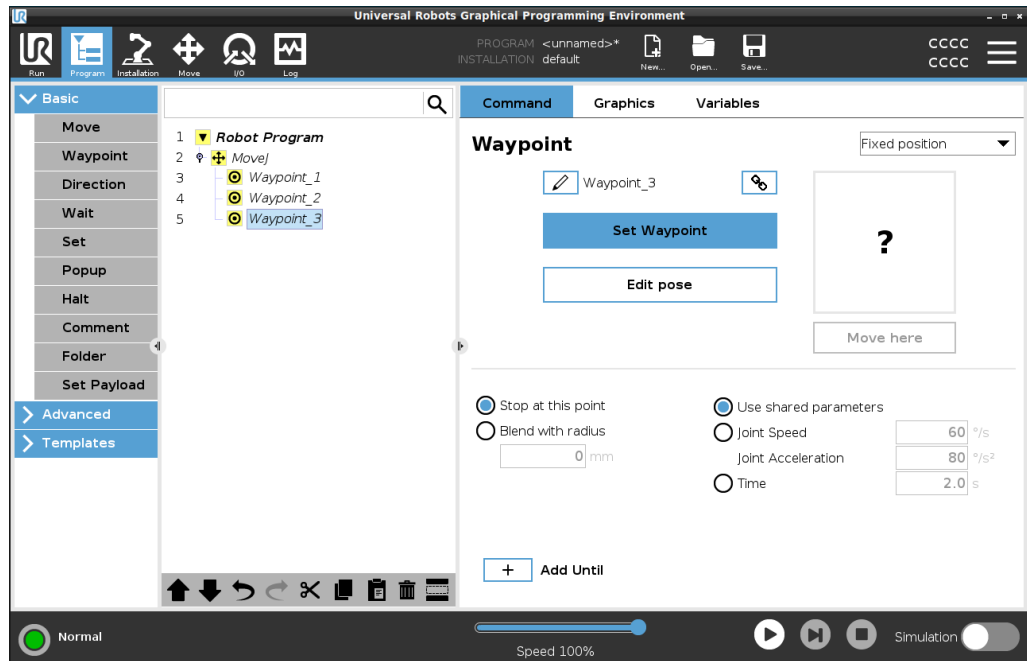 Universal Robots Graphical Programming Environment
UR
Run
Program
Installation
Move
I/O
Log
PROGRAM <unnamed>*
INSTALLATION default
New...
Open...
Save...
cccc
cccc
Basic
Move
Waypoint
Direction
Wait
Set
Popup
Halt
Comment
Folder
Set Payload
Advanced
Templates
1 Robot Program
2 MoveJ
3 Waypoint_1
4 Waypoint_2
5 Waypoint_3
Command Graphics Variables
Waypoint
Fixed position
Waypoint_3
Set Waypoint
Edit pose
?
Move here
Stop at this point
Blend with radius
0 mm
Use shared parameters
Joint Speed 60 °/s
Joint Acceleration 80 °/s²
Time 2.0 s
+ Add Until
Normal
Speed 100%
Simulation